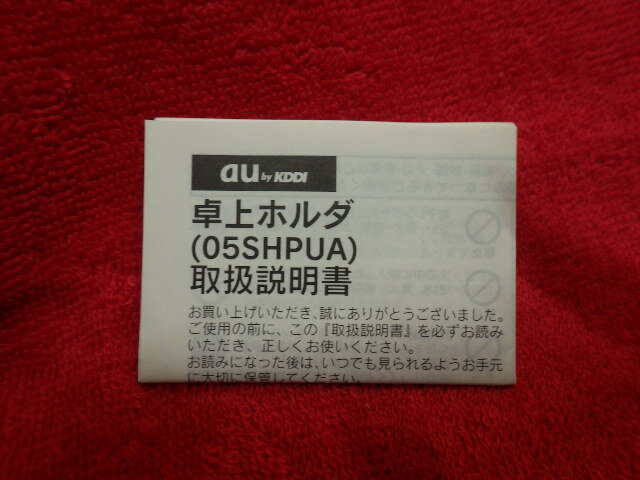 au by KDDI
卓上ホルダ
(05SHPUA)
取扱説明書
お買い上げいただき、誠にありがとうございました。
ご使用の前に、この『取扱説明書』を必ずお読み
いただき、正しくお使いください。
お読みになった後は、いつでも見られるようお手元
に大切に保管してください。